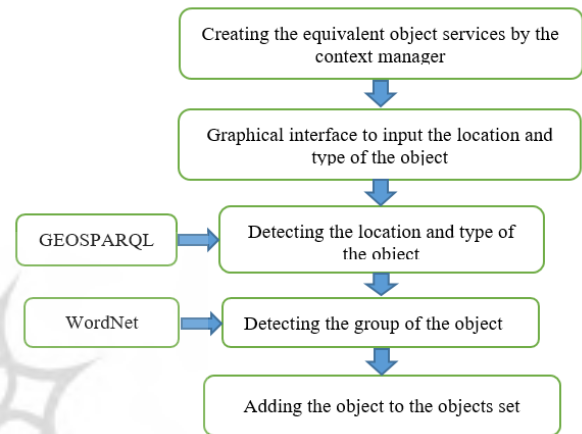 Creating the equivalent object services by the
context manager
Graphical interface to input the location and
type of the object
GEOSPARQL
Detecting the location and type of
the object
WordNet
Detecting the group of the object
Adding the object to the objects set